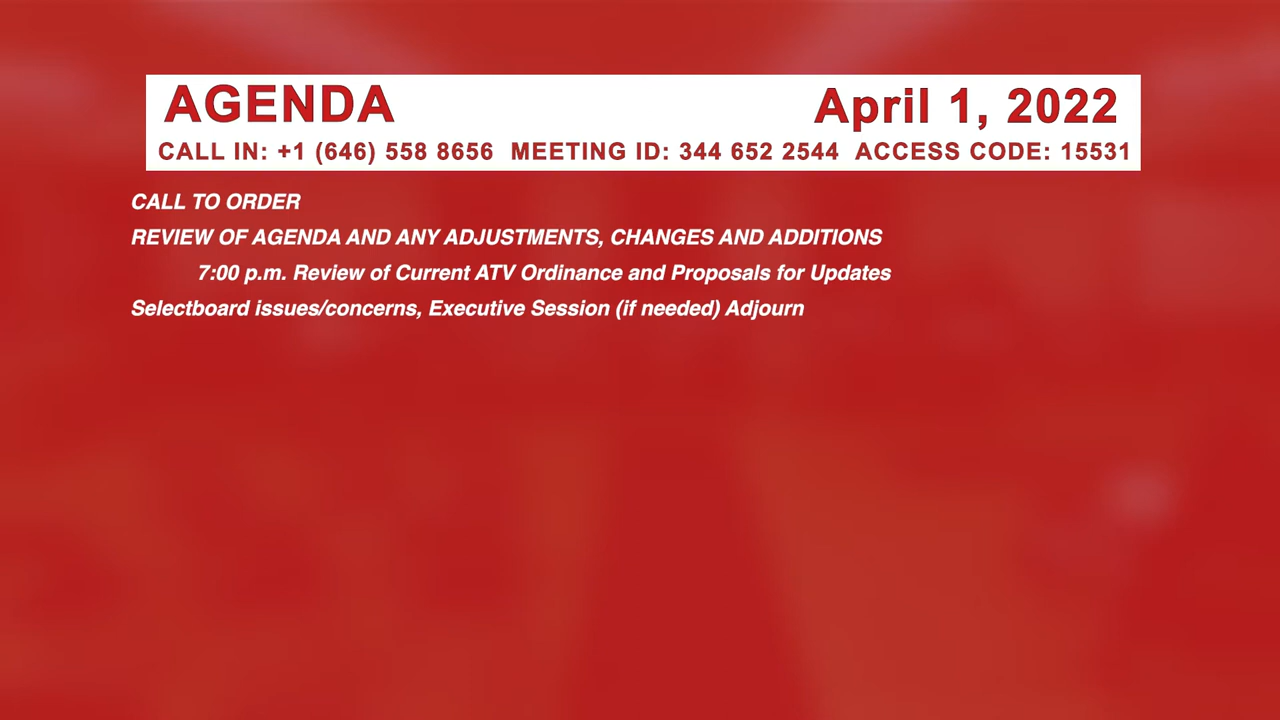 AGENDA
April 1, 2022
CALL IN: +1 (646) 558 8656 MEETING ID: 344 652 2544 ACCESS CODE: 15531
CALL TO ORDER
REVIEW OF AGENDA AND ANY ADJUSTMENTS, CHANGES AND ADDITIONS
7:00 p.m. Review of Current ATV Ordinance and Proposals for Updates
Selectboard issues/concerns, Executive Session (if needed) Adjourn